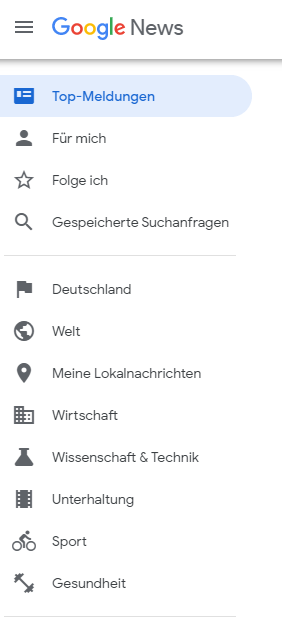 Google News
Top-Meldungen
Für mich
Folge ich
Gespeicherte Suchanfragen
Deutschland
Welt
Meine Lokalnachrichten
Wirtschaft
Wissenschaft & Technik
Unterhaltung
Sport
Gesundheit